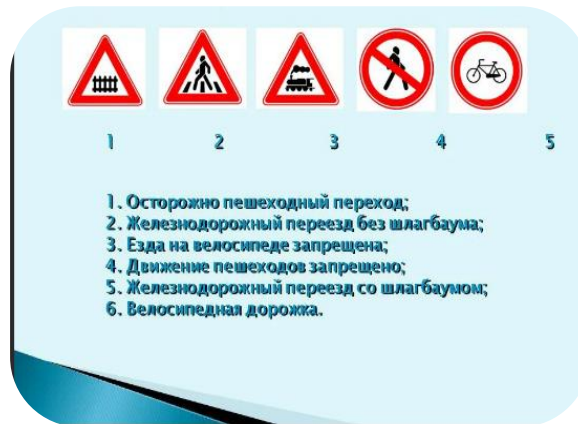 1 2 3 4 5
1. Осторожно пешеходный переход;
2. Железнодорожный переезд без шлагбаума;
3. Езда на велосипеде запрещена;
4. Движение пешеходов запрещено;
5. Железнодорожный переезд со шлагбаумом;
6. Велосипедная дорожка.